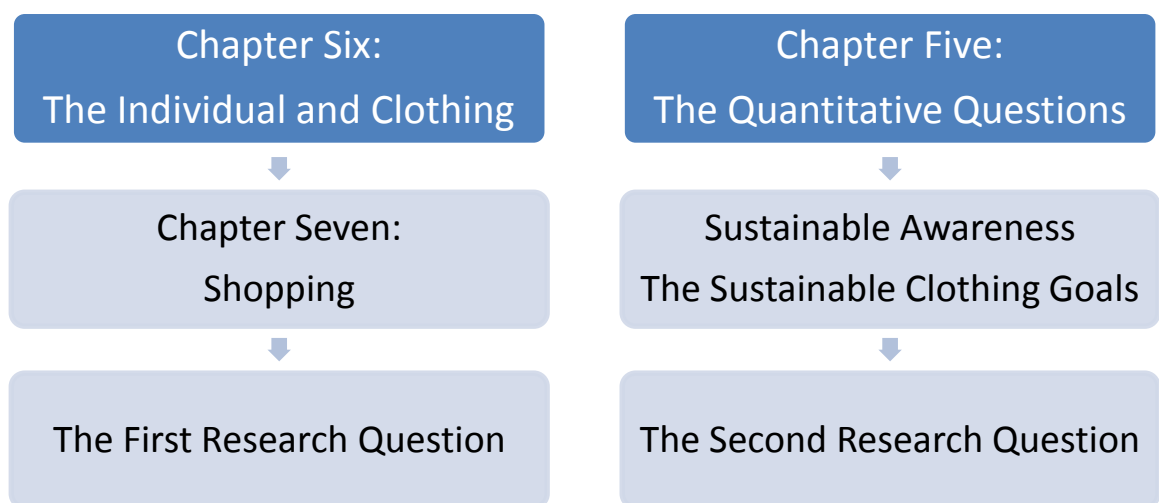 Chapter Six:
The Individual and Clothing
Chapter Seven:
Shopping
The First Research Question
Chapter Five:
The Quantitative Questions
Sustainable Awareness
The Sustainable Clothing Goals
The Second Research Question